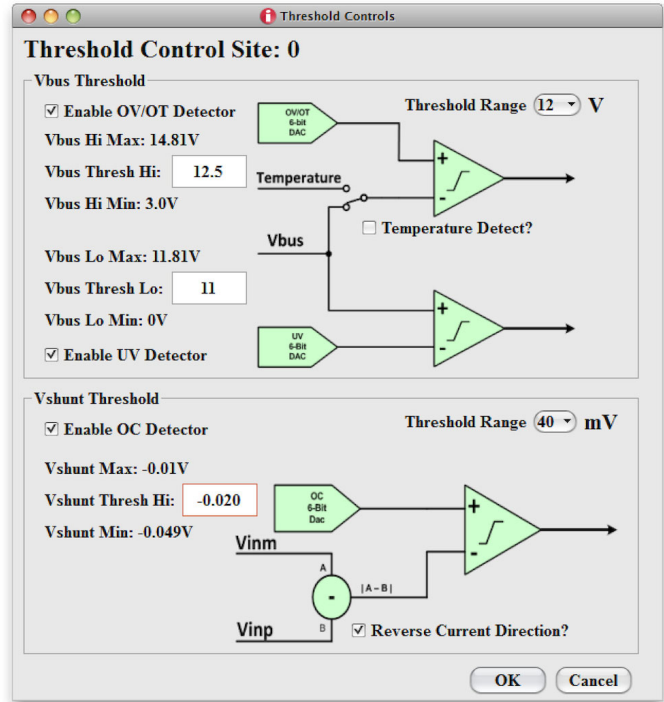 Threshold Controls
Threshold Control Site: 0
Vbus Threshold
Enable OV/OT Detector
OV/OT
6-bit
DAC
Threshold Range 12 V
Vbus Hi Max: 14.81V
Vbus Thresh Hi: 12.5
Vbus Hi Min: 3.0V
Temperature
+
-
Temperature Detect?
Vbus
Vbus Lo Max: 11.81V
Vbus Thresh Lo: 11
Vbus Lo Min: 0V
Enable UV Detector
UV
6-Bit
DAC
+
-
Vshunt Threshold
Enable OC Detector
Threshold Range 40 mV
Vshunt Max: -0.01V
Vshunt Thresh Hi: -0.020
Vshunt Min: -0.049V
OC
6-Bit
Dac
+
-
Vinm
A
-
|A-B|
Vinp
B
Reverse Current Direction?
OK Cancel